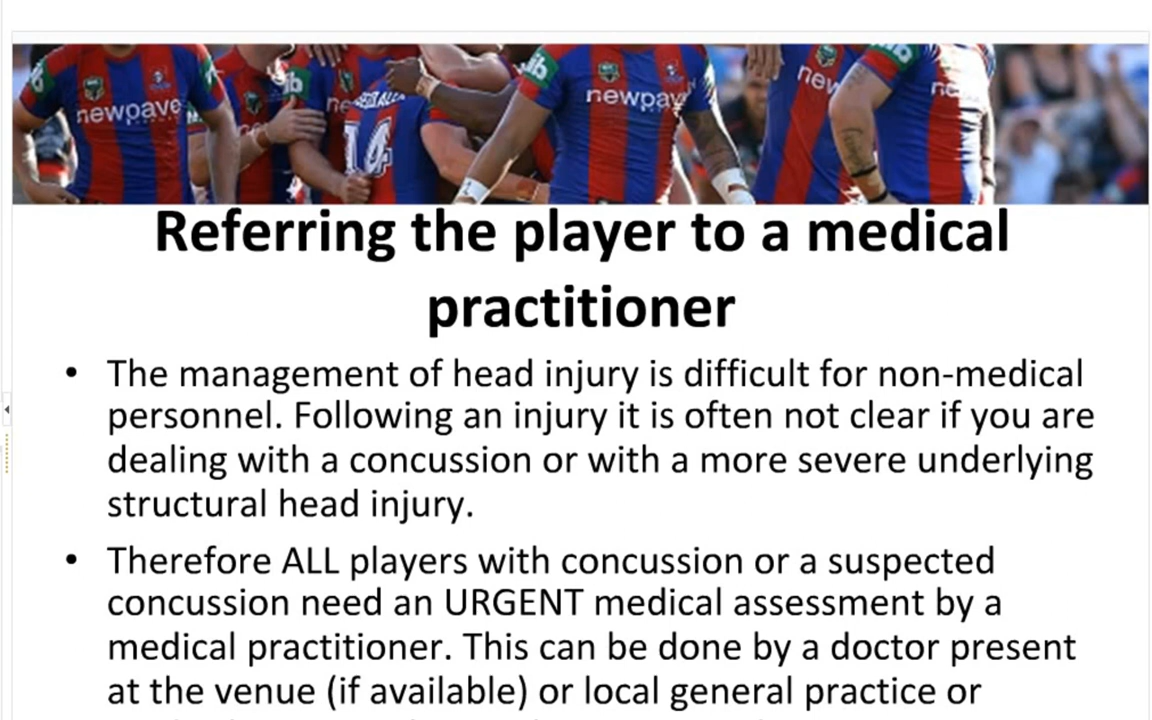 newpave
14
newpav
new
Referring the player to a medical
practitioner
• The management of head injury is difficult for non-medical
personnel. Following an injury it is often not clear if you are
dealing with a concussion or with a more severe underlying
structural head injury.
• Therefore ALL players with concussion or a suspected
concussion need an URGENT medical assessment by a
medical practitioner. This can be done by a doctor present
at the venue (if available) or local general practice or